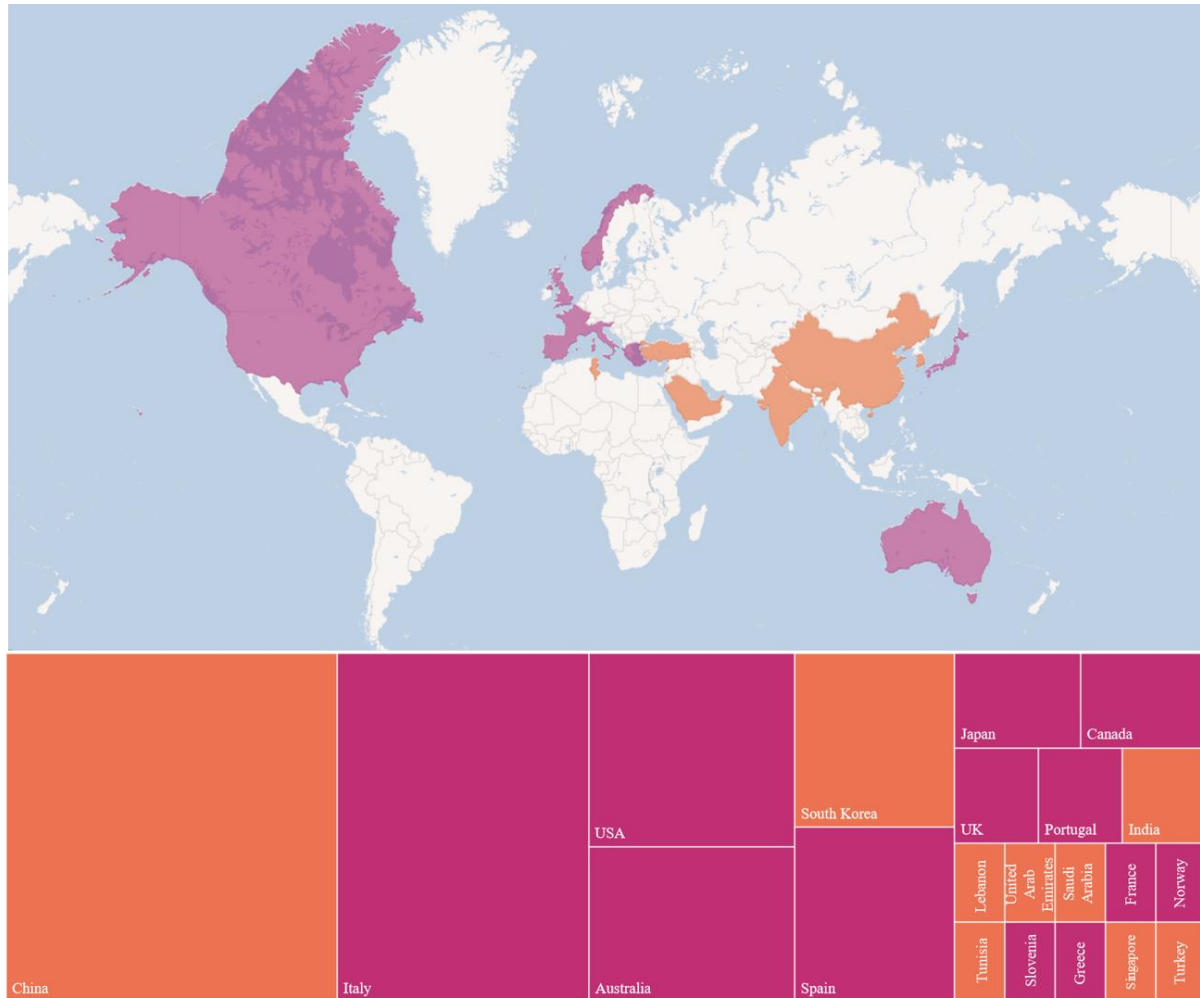 China
Italy
USA
Australia
South Korea
Spain
Japan
Canada
UK
Portugal
India
Lebanon
United
Arab
Emirates
Saudi
Arabia
France
Norway
Tunisia
Slovenia
Greece
Singapore
Turkey